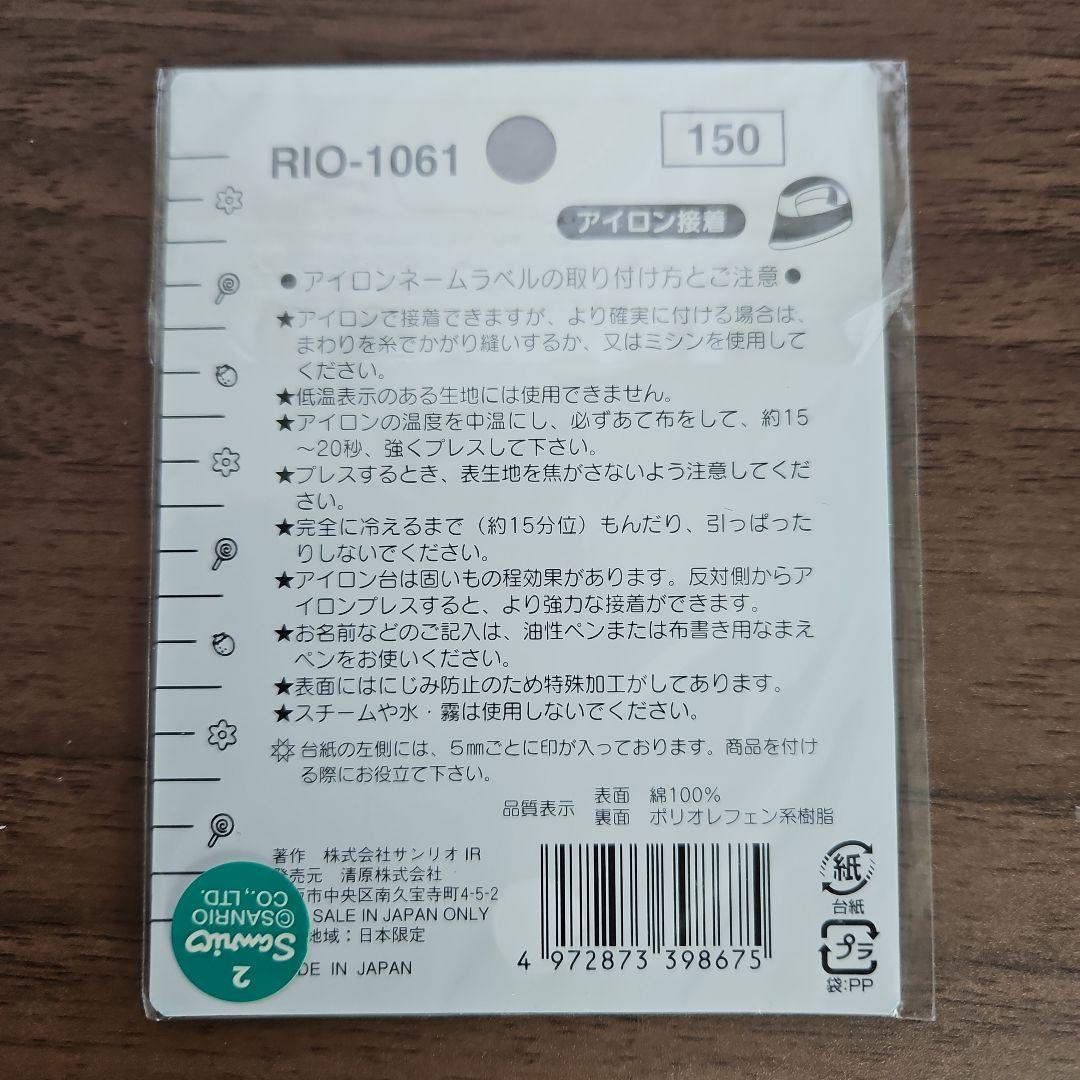 RIO-1061
150
アイロン接着
●アイロンネームラベルの取り付け方とご注意●
★アイロンで接着できますが、より確実に付ける場合は、
まわりを糸でかがり縫いするか、又はミシンを使用して
ください。
★低温表示のある生地には使用できません。
★アイロンの温度を中温にし、必ずあて布をして、約15
～20秒、強くプレスして下さい。
★プレスするとき、表生地を焦がさないよう注意してくだ
さい。
★完全に冷えるまで（約15分位）もんだり、引っぱった
りしないでください。
★アイロン台は固いもの程効果があります。反対側からア
イロンプレスすると、より強力な接着ができます。
★お名前などのご記入は、油性ペンまたは布書き用なまえ
ペンをお使いください。
★表面にはにじみ防止のため特殊加工がしてあります。
★スチームや水・霧は使用しないでください。
台紙の左側には、5㎜ごとに印が入っております。商品を付け
る際にお役立て下さい。
品質表示 表面 綿100%
裏面 ポリオレフェン系樹脂
著作 株式会社サンリオIR
発売元 清原株式会社
市中央区南久宝寺町4-5-2
SALE IN JAPAN ONLY
地域：日本限定
DE IN JAPAN
2
Sanrio
©SANRIO
CO., LTD.
4 972873 398675
紙
台紙
プラ
袋:PP